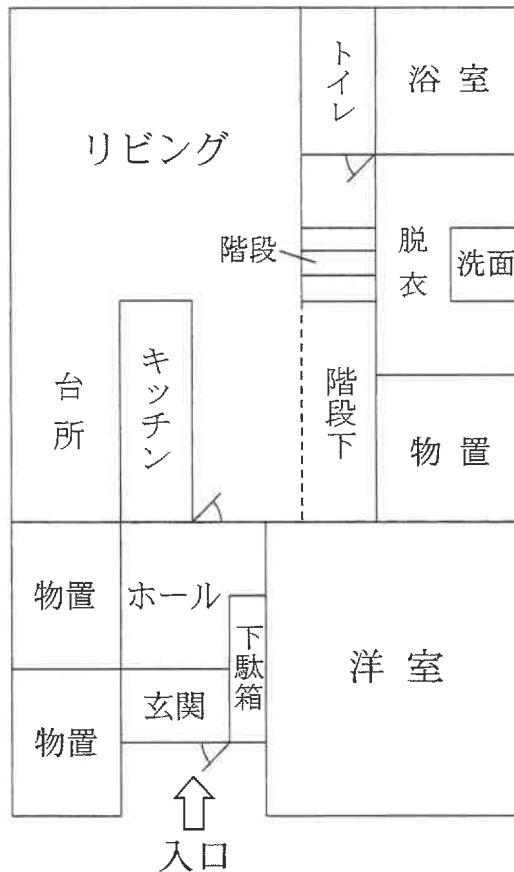 トイレ
浴室
リビング
階段
脱衣
洗面
台所
キッチン
階段下
物置
物置
ホール
下駄箱
洋室
玄関
物置
入口